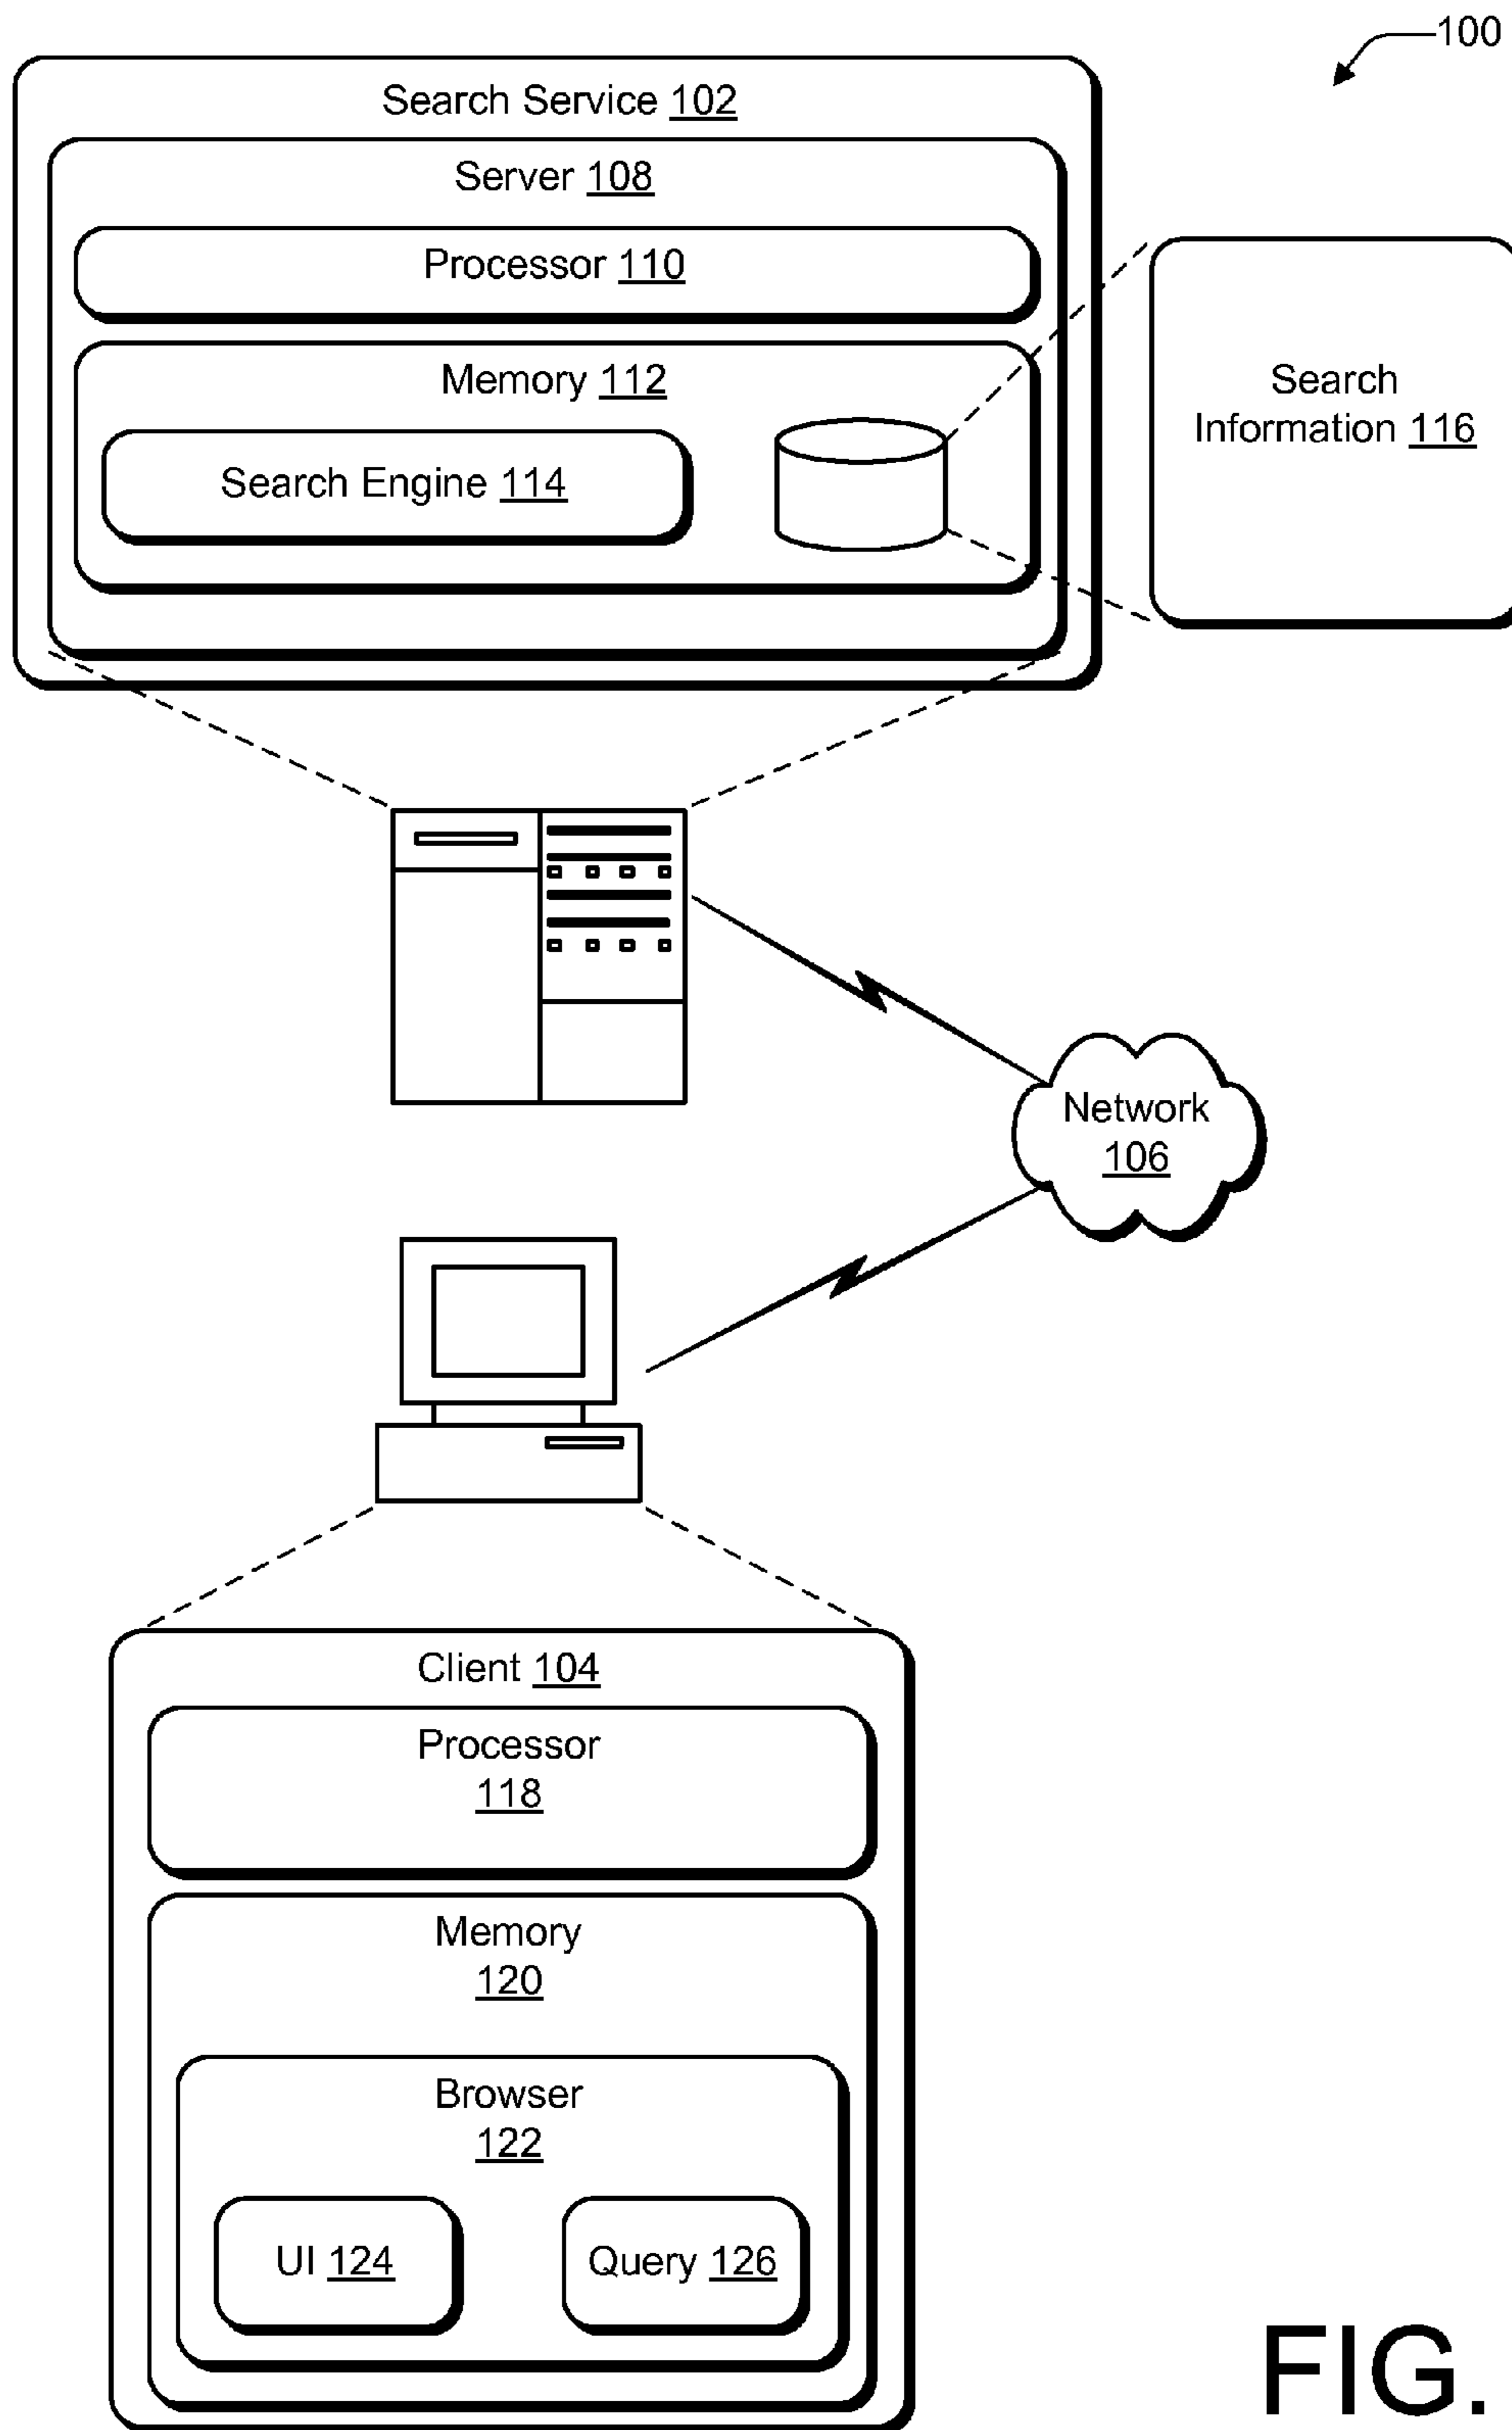 100
Search Service 102
Server 108
Processor 110
Memory 112
Search Engine 114
Search
Information 116
Network
106
Client 104
Processor
118
Memory
120
Browser
122
UI 124
Query 126
FIG.